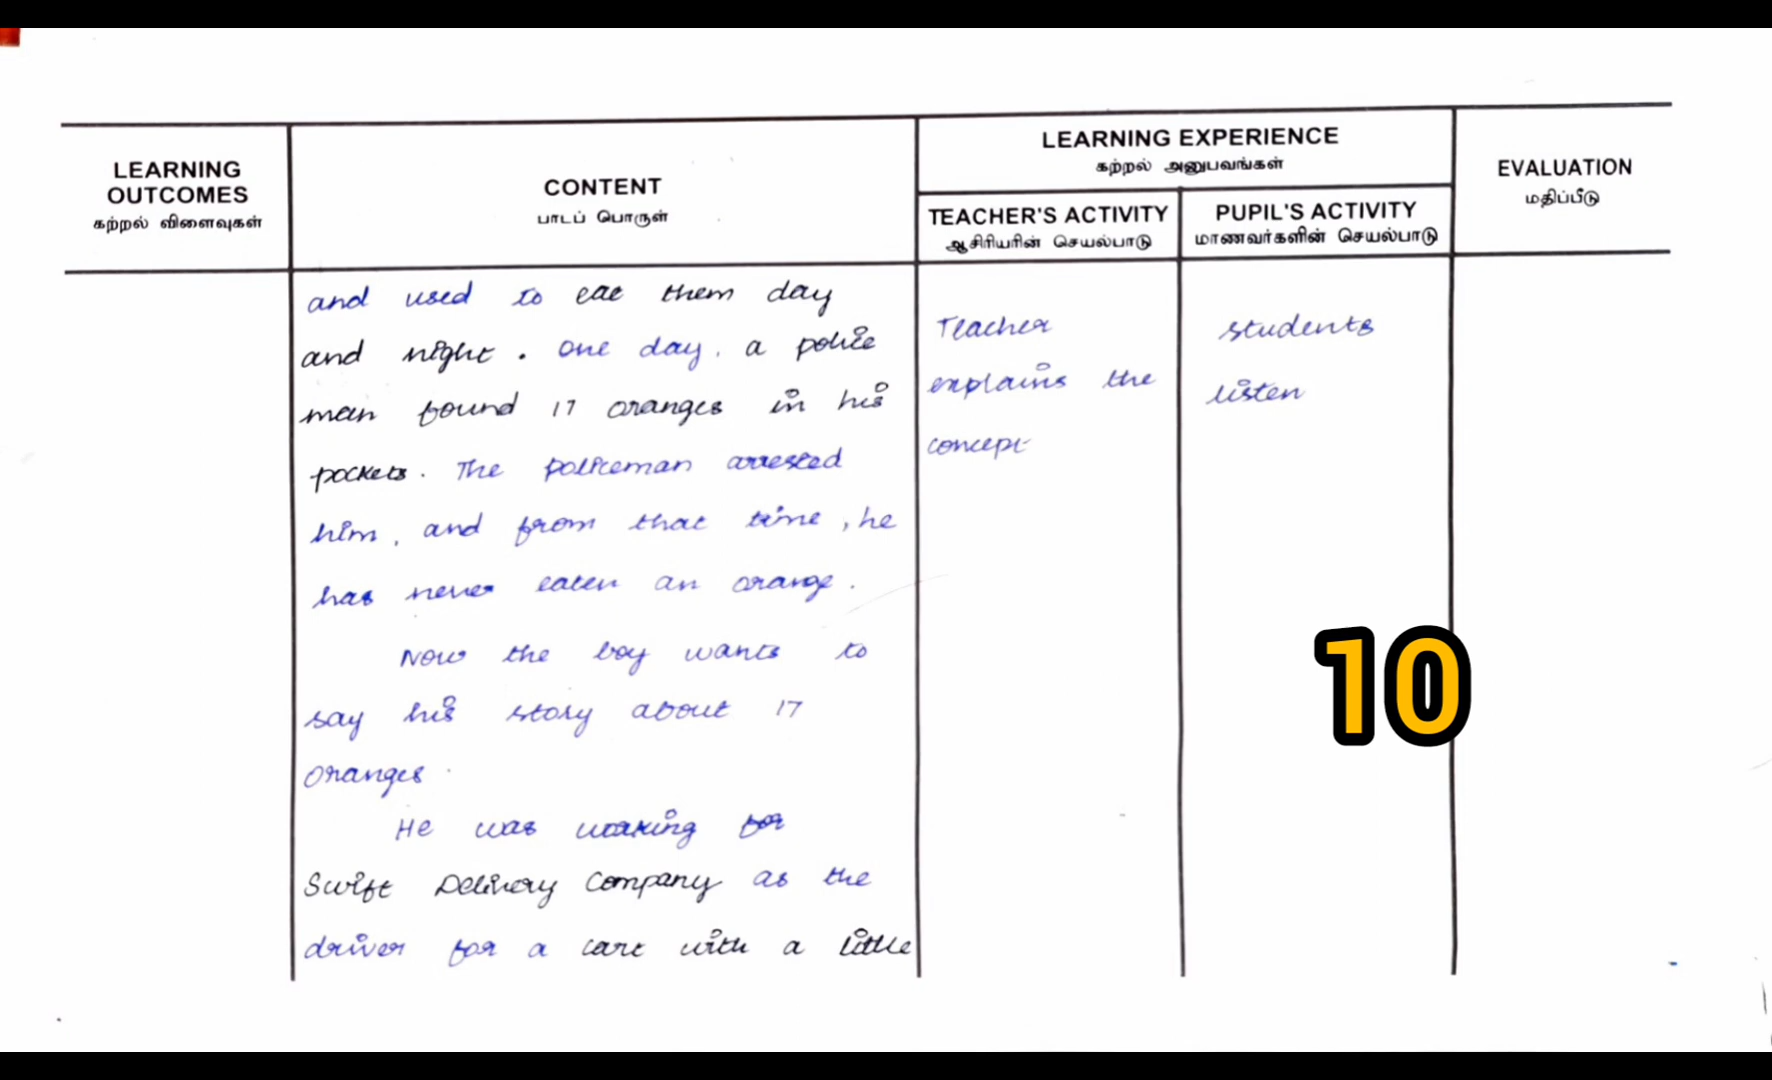 LEARNING
OUTCOMES
கற்றல் விளைவுகள்
CONTENT
பாடப் பொருள்
LEARNING EXPERIENCE
கற்றல் அனுபவங்கள்
TEACHER'S ACTIVITY
ஆசிரியரின் செயல்பாடு
PUPIL'S ACTIVITY
மாணவர்களின் செயல்பாடு
EVALUATION
மதிப்பீடு
and used to eat them day
and night. One day, a police
man found 17 oranges in his
pockets. The policeman arrested
him, and from that time, he
has never eaten an orange.
Now the boy wants to
say his story about 17
oranges.
He was working for
Swift Delivery Company as the
driver for a cart with a little
Teacher
explains the
concept
students
listen
10